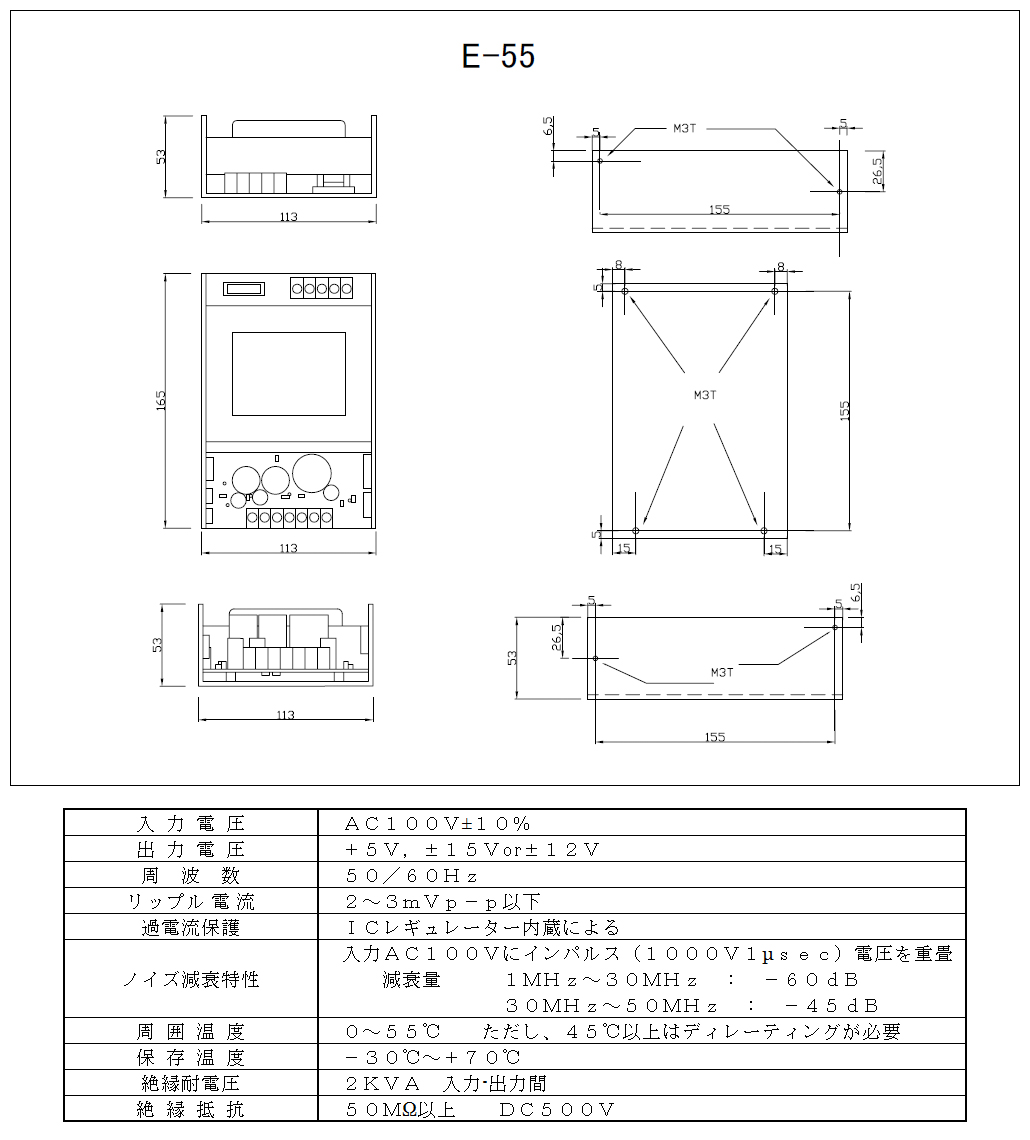 E-55
53
113
6,5
5
M3T
5
26,5
155
165
113
8
8
5
M3T
155
5
15
15
53
113
5
26,5
53
M3T
5
6,5
155
入力電圧 ＡＣ１００Ｖ±１０％
出力電圧 ＋５Ｖ，±１５Ｖor±１２Ｖ
周波数 ５０／６０Ｈｚ
リップル電流 ２～３ｍＶｐ－ｐ以下
過電流保護 ＩＣレギュレーター内蔵による
ノイズ減衰特性 入力ＡＣ１００Ｖにインパルス（１０００Ｖ１μｓｅｃ）電圧を重畳
減衰量 １ＭＨｚ～３０ＭＨｚ ： －６０ｄＢ
３０ＭＨｚ～５０ＭＨｚ ： －４５ｄＢ
周囲温度 ０～５５℃ ただし、４５℃以上はディレーティングが必要
保存温度 －３０℃～＋７０℃
絶縁耐電圧 ２ＫＶＡ 入力-出力間
絶縁抵抗 ５０ＭΩ以上 ＤＣ５００Ｖ